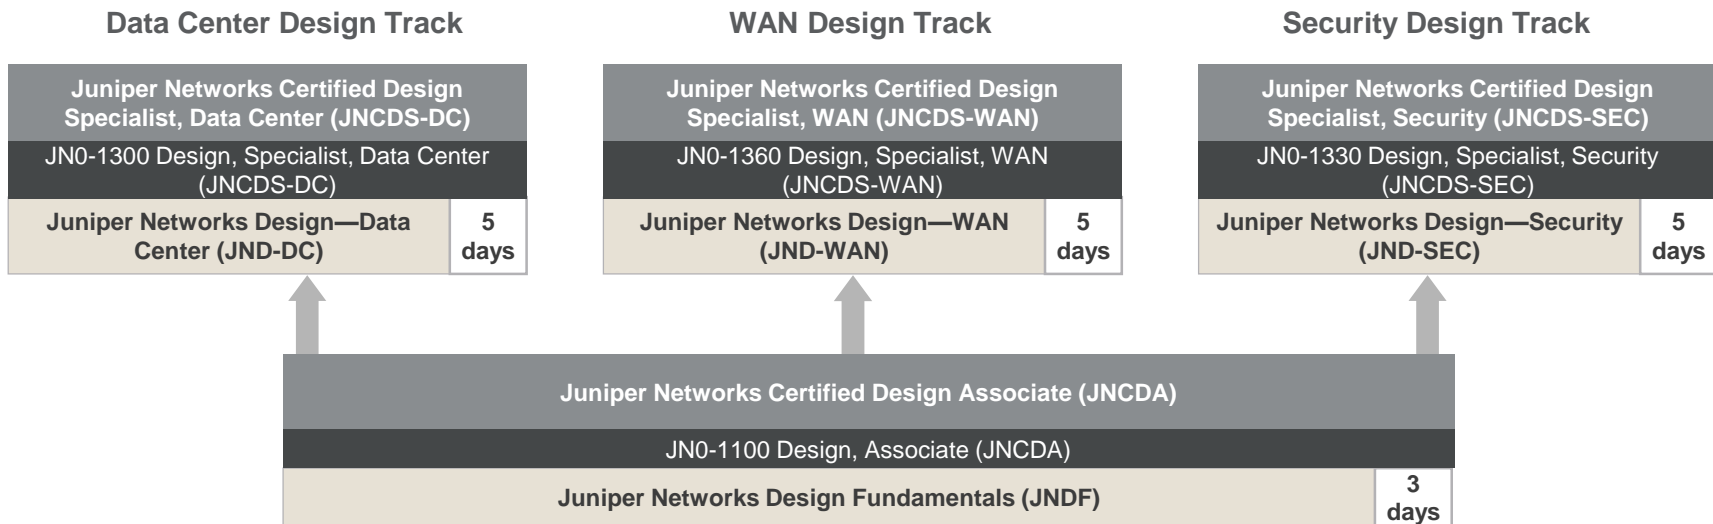 Data Center Design Track
WAN Design Track
Security Design Track
Juniper Networks Certified Design
Specialist, Data Center (JNCDS-DC)
JN0-1300 Design, Specialist, Data Center
(JNCDS-DC)
Juniper Networks Design—Data
Center (JND-DC)
5
days
Juniper Networks Certified Design
Specialist, WAN (JNCDS-WAN)
JN0-1360 Design, Specialist, WAN
(JNCDS-WAN)
Juniper Networks Design—WAN
(JND-WAN)
5
days
Juniper Networks Certified Design
Specialist, Security (JNCDS-SEC)
JN0-1330 Design, Specialist, Security
(JNCDS-SEC)
Juniper Networks Design—Security
(JND-SEC)
5
days
Juniper Networks Certified Design Associate (JNCDA)
JN0-1100 Design, Associate (JNCDA)
Juniper Networks Design Fundamentals (JNDF)
3
days